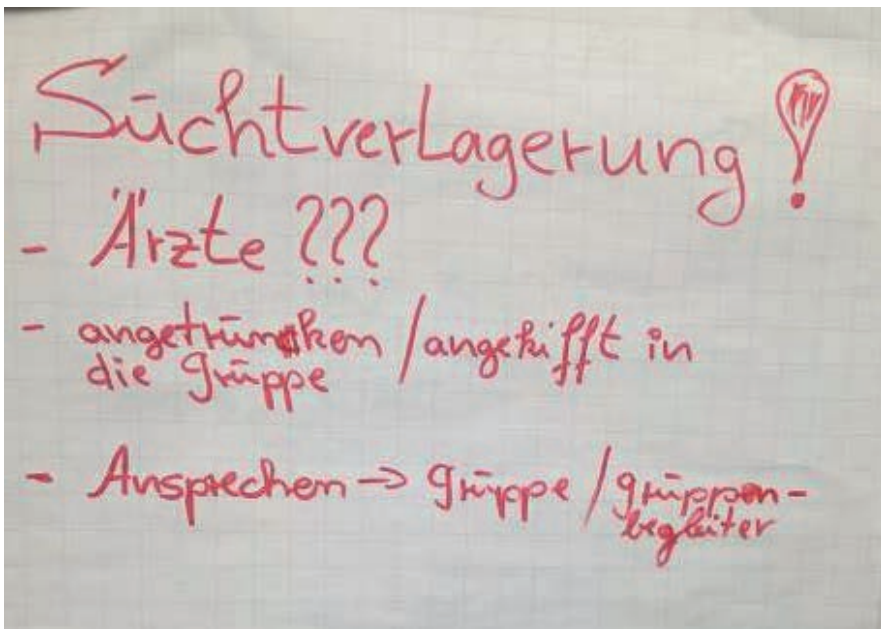 Suchtverlagerung!
- Ärzte ???
- angetrunken / angekifft in
die Gruppe
- Ansprechen → Gruppe / Gruppen-
begleiter